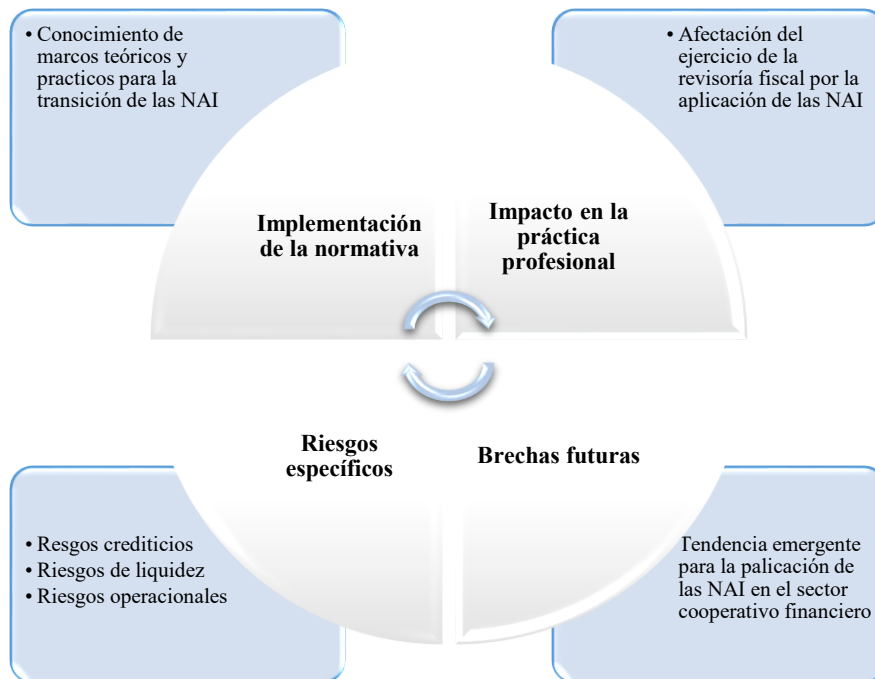 • Conocimiento de
marcos teóricos y
practicos para la
transición de las NAI
• Afectación del
ejercicio de la
revisoría fiscal por la
aplicación de las NAI
Implementación
de la normativa
Impacto en la
práctica
profesional
Riesgos
específicos
Brechas futuras
• Resgos crediticios
• Riesgos de liquidez
• Riesgos operacionales
Tendencia emergente
para la palicación de
las NAI en el sector
cooperativo financiero